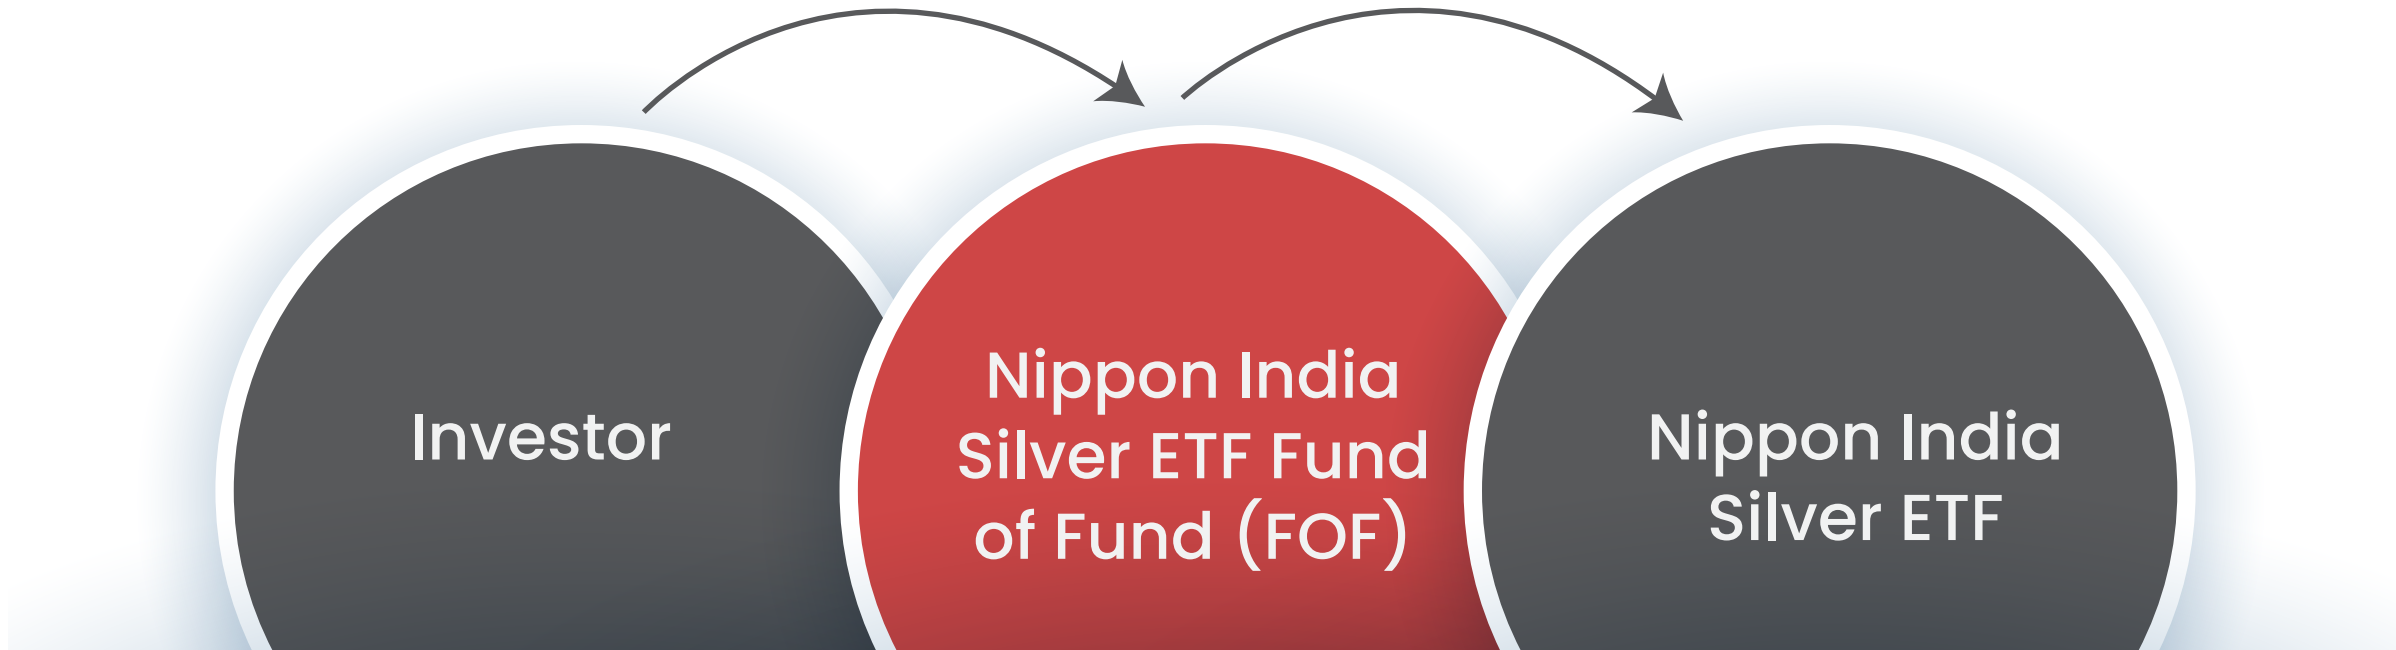 Investor
Nippon India
Silver ETF Fund
of Fund (FOF)
Nippon India
Silver ETF